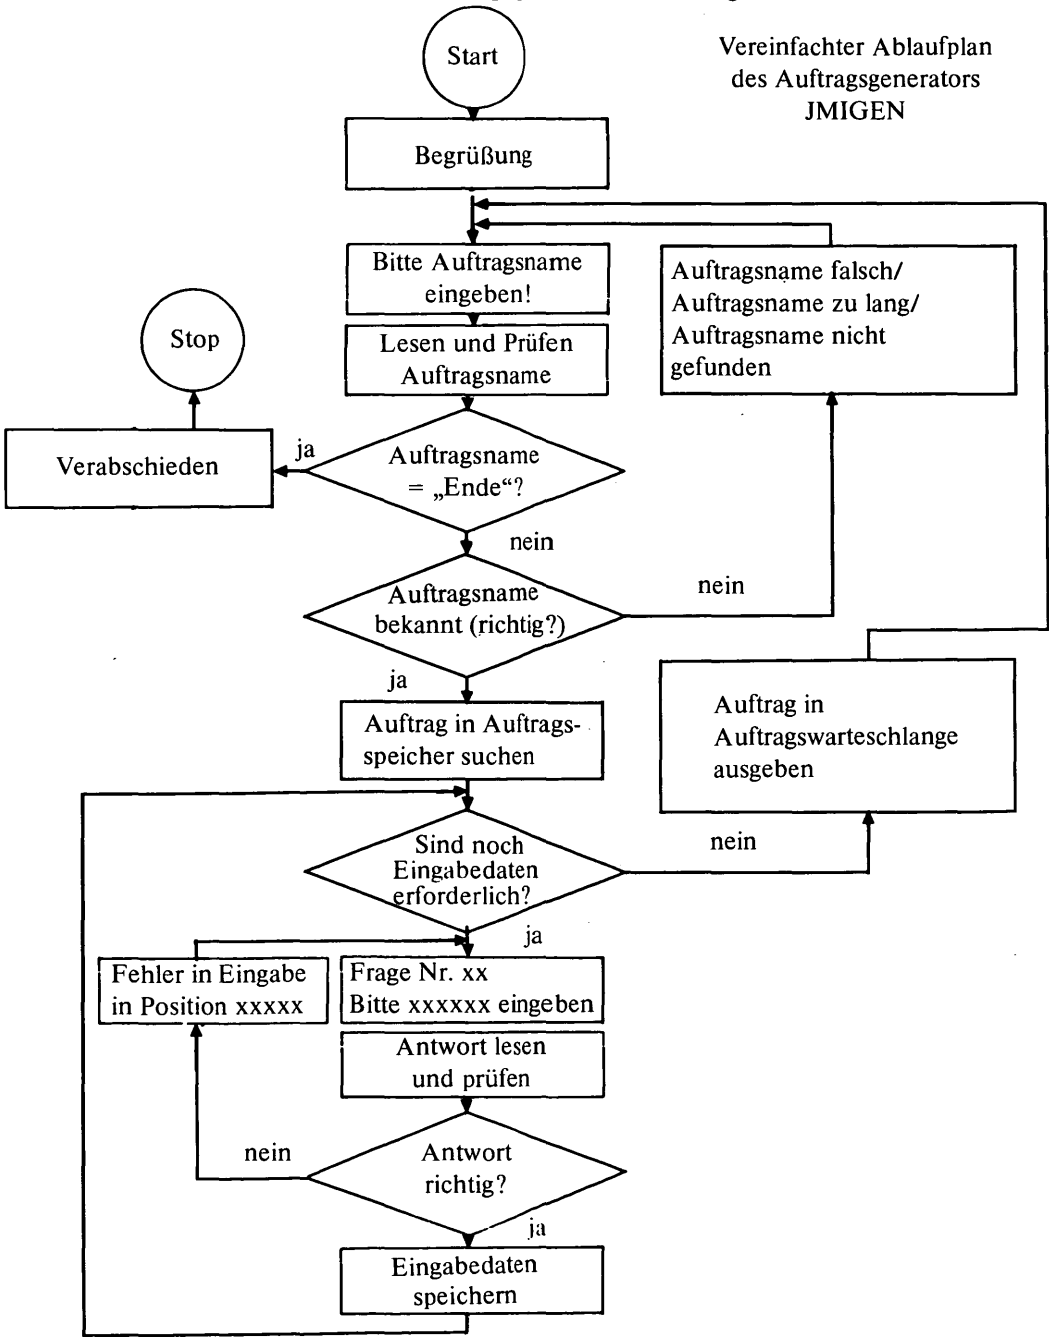 Start
Vereinfachter Ablaufplan
des Auftragsgenerators
JMIGEN
Begrüßung
Bitte Auftragsname
eingeben!
Auftragsname falsch/
Auftragsname zu lang/
Auftragsname nicht
gefunden
Stop
Lesen und Prüfen
Auftragsname
Verabschieden
ja
Auftragsname
= „Ende“?
nein
Auftragsname
bekannt (richtig?)
nein
ja
Auftrag in Auftrags-
speicher suchen
Auftrag in
Auftragswarteschlange
ausgeben
Sind noch
Eingabedaten
erforderlich?
nein
ja
Fehler in Eingabe
in Position xxxxx
Frage Nr. xx
Bitte xxxxxx eingeben
Antwort lesen
und prüfen
nein
Antwort
richtig?
ja
Eingabedaten
speichern